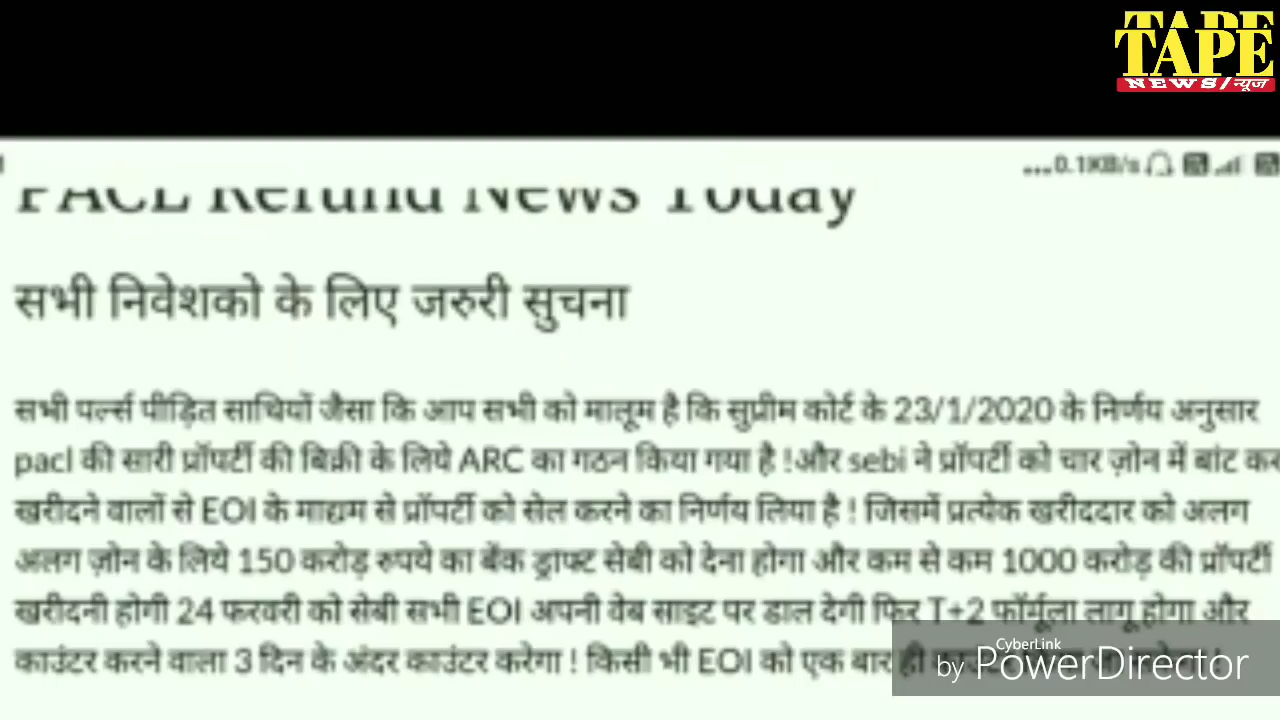 TAPE
NEWS/न्यूज
...0.1KB/s
PACL Refund News Today
सभी निवेशको के लिए जरुरी सुचना
सभी पर्ल्स पीड़ित साथियों जैसा कि आप सभी को मालूम है कि सुप्रीम कोर्ट के 23/1/2020 के निर्णय अनुसार
pacl की सारी प्रॉपर्टी की बिक्री के लिये ARC का गठन किया गया है !और sebi ने प्रॉपर्टी को चार ज़ोन में बांट
खरीदने वालों से EOI के माद्यम से प्रॉपर्टी को सेल करने का निर्णय लिया है ! जिसमें प्रत्येक खरीददार को अलग
अलग ज़ोन के लिये 150 करोड़ रुपये का बेंक ड्राफ्ट सेबी को देना होगा और कम से कम 1000 करोड़ की प्रॉपर्टी
खरीदनी होगी 24 फरवरी को सेबी सभी EOI अपनी वेब साइट पर डाल देगी फिर T+2 फॉर्मूला लागू होगा और
काउंटर करने वाला 3 दिन के अंदर काउंटर करेगा ! किसी भी EOI को एक बार ही
CyberLink
by PowerDirector